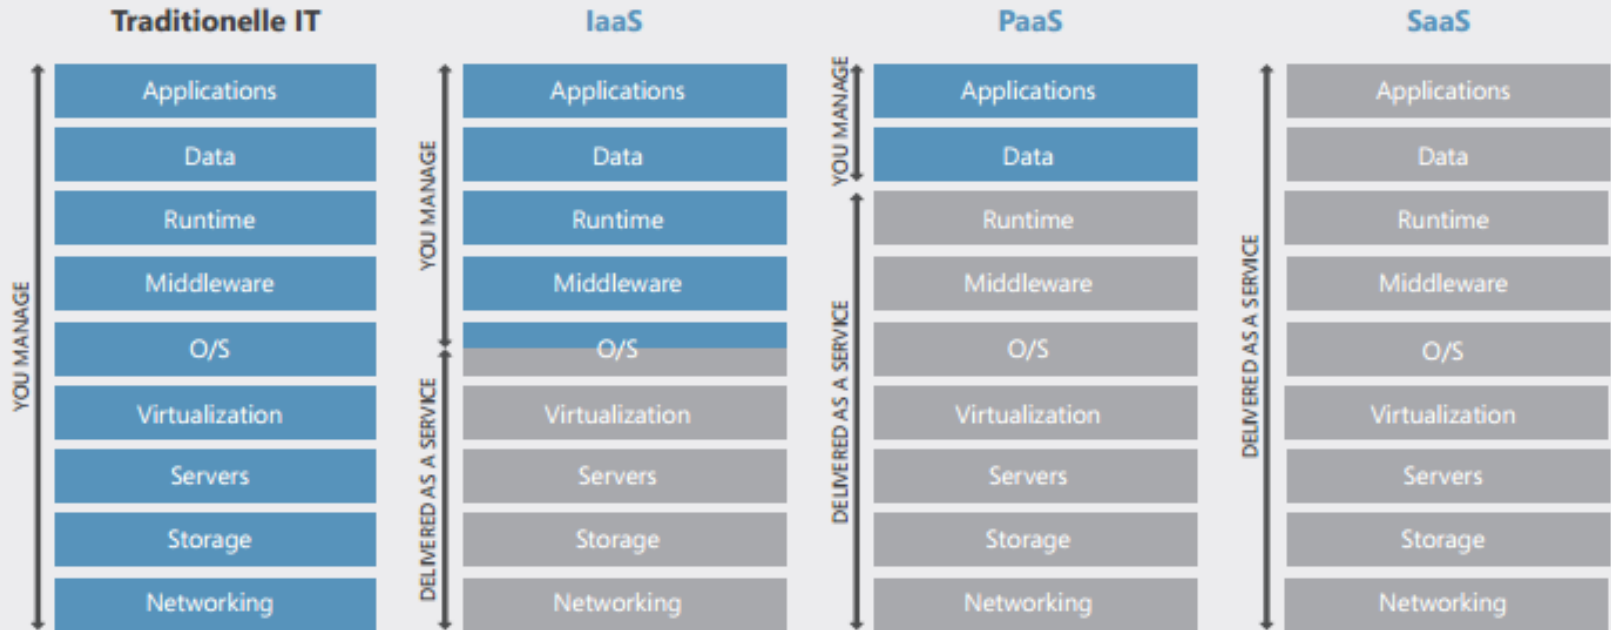 Traditionelle IT
YOU MANAGE
Applications
Data
Runtime
Middleware
O/S
Virtualization
Servers
Storage
Networking
IaaS
YOU MANAGE
DELIVERED AS A SERVICE
Applications
Data
Runtime
Middleware
O/S
Virtualization
Servers
Storage
Networking
PaaS
YOU MANAGE
DELIVERED AS A SERVICE
Applications
Data
Runtime
Middleware
O/S
Virtualization
Servers
Storage
Networking
SaaS
DELIVERED AS A SERVICE
Applications
Data
Runtime
Middleware
O/S
Virtualization
Servers
Storage
Networking